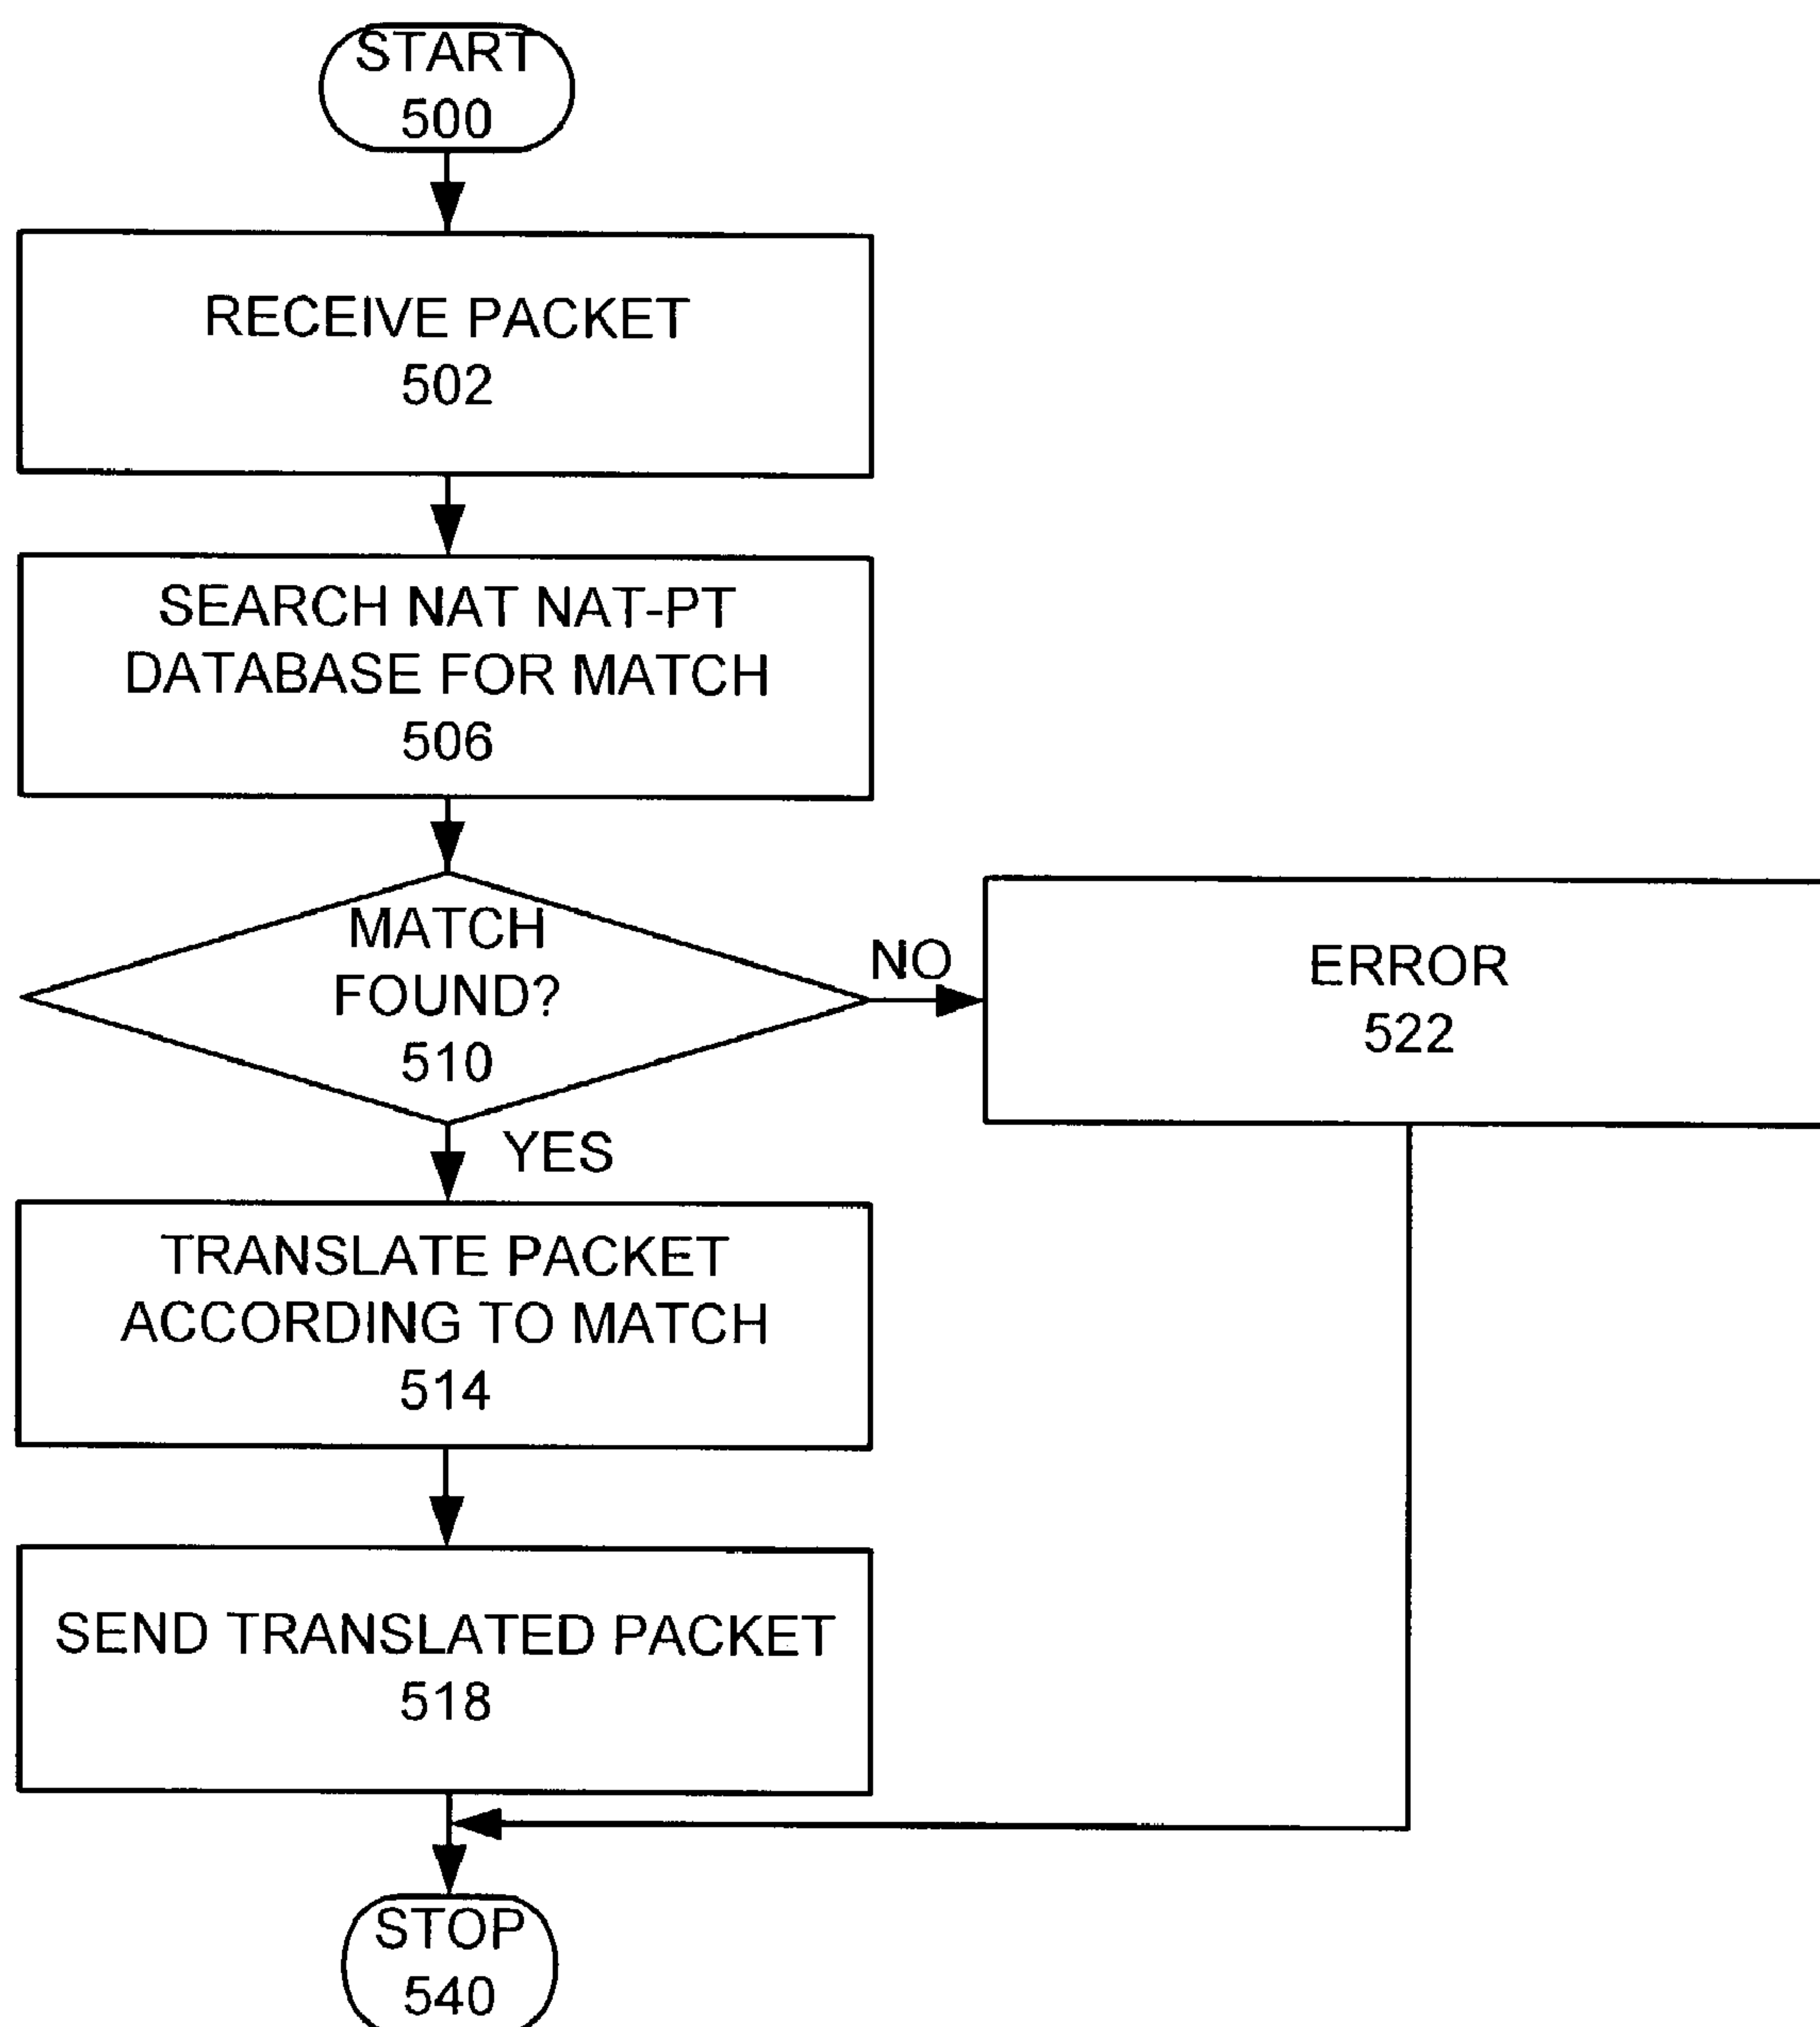 START
500
RECEIVE PACKET
502
SEARCH NAT NAT-PT
DATABASE FOR MATCH
506
MATCH
FOUND?
510
NO
ERROR
522
YES
TRANSLATE PACKET
ACCORDING TO MATCH
514
SEND TRANSLATED PACKET
518
STOP
540